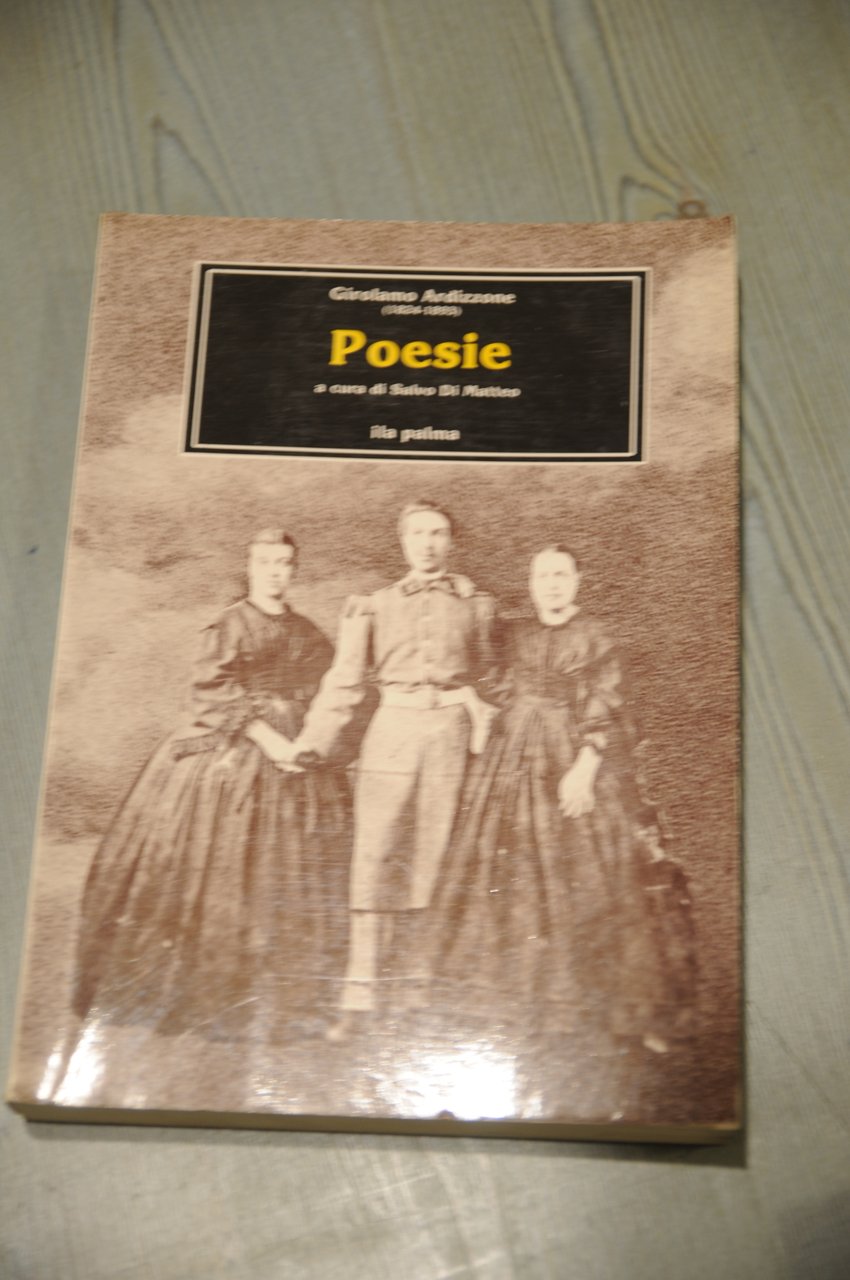 Girolamo Ardizzone
Poesie
a cura di Salvo Di Matteo
ila palma